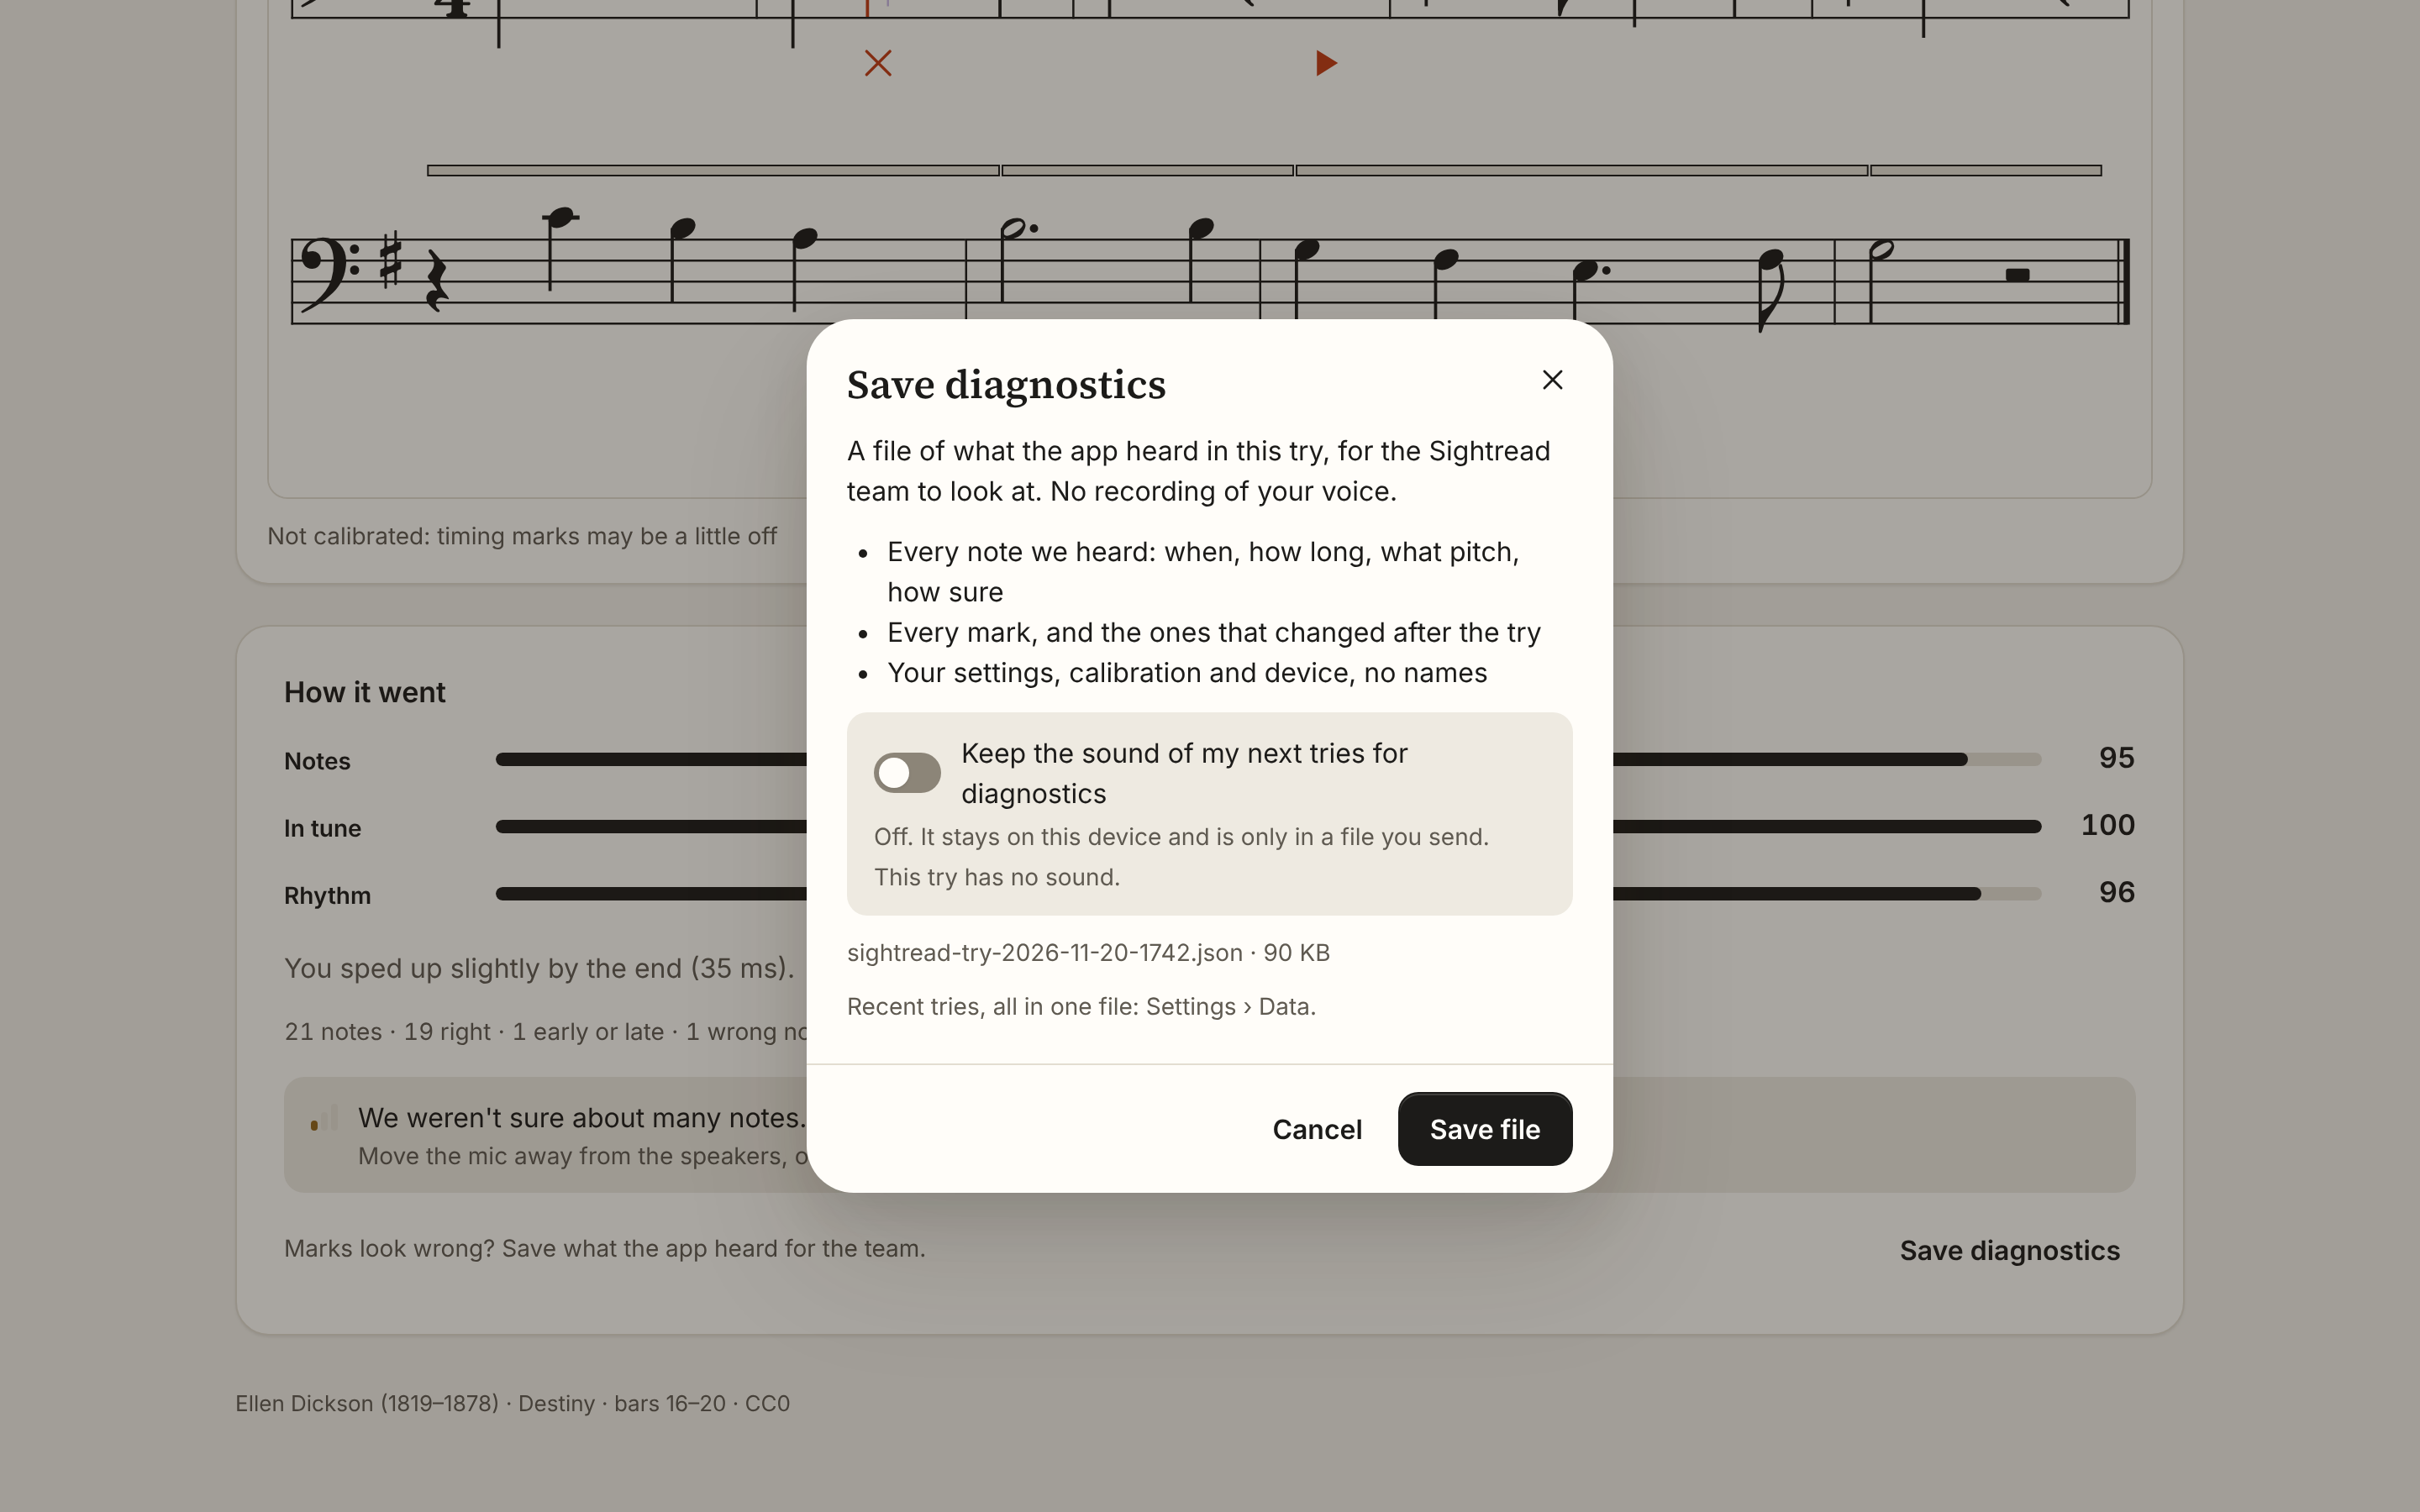 4
Save diagnostics
A file of what the app heard in this try, for the Sightread
team to look at. No recording of your voice.
• Every note we heard: when, how long, what pitch,
how sure
• Every mark, and the ones that changed after the try
• Your settings, calibration and device, no names
Keep the sound of my next tries for
diagnostics
Off. It stays on this device and is only in a file you send.
This try has no sound.
sightread-try-2026-11-20-1742.json · 90 KB
Recent tries, all in one file: Settings › Data.
Cancel
Save file
Not calibrated: timing marks may be a little off
How it went
Notes 95
In tune 100
Rhythm 96
You sped up slightly by the end (35 ms).
21 notes · 19 right · 1 early or late · 1 wrong
We weren't sure about many notes.
Move the mic away from the speakers,
Marks look wrong? Save what the app heard for the team.
Save diagnostics
Ellen Dickson (1819–1878) · Destiny · bars 16–20 · CC0